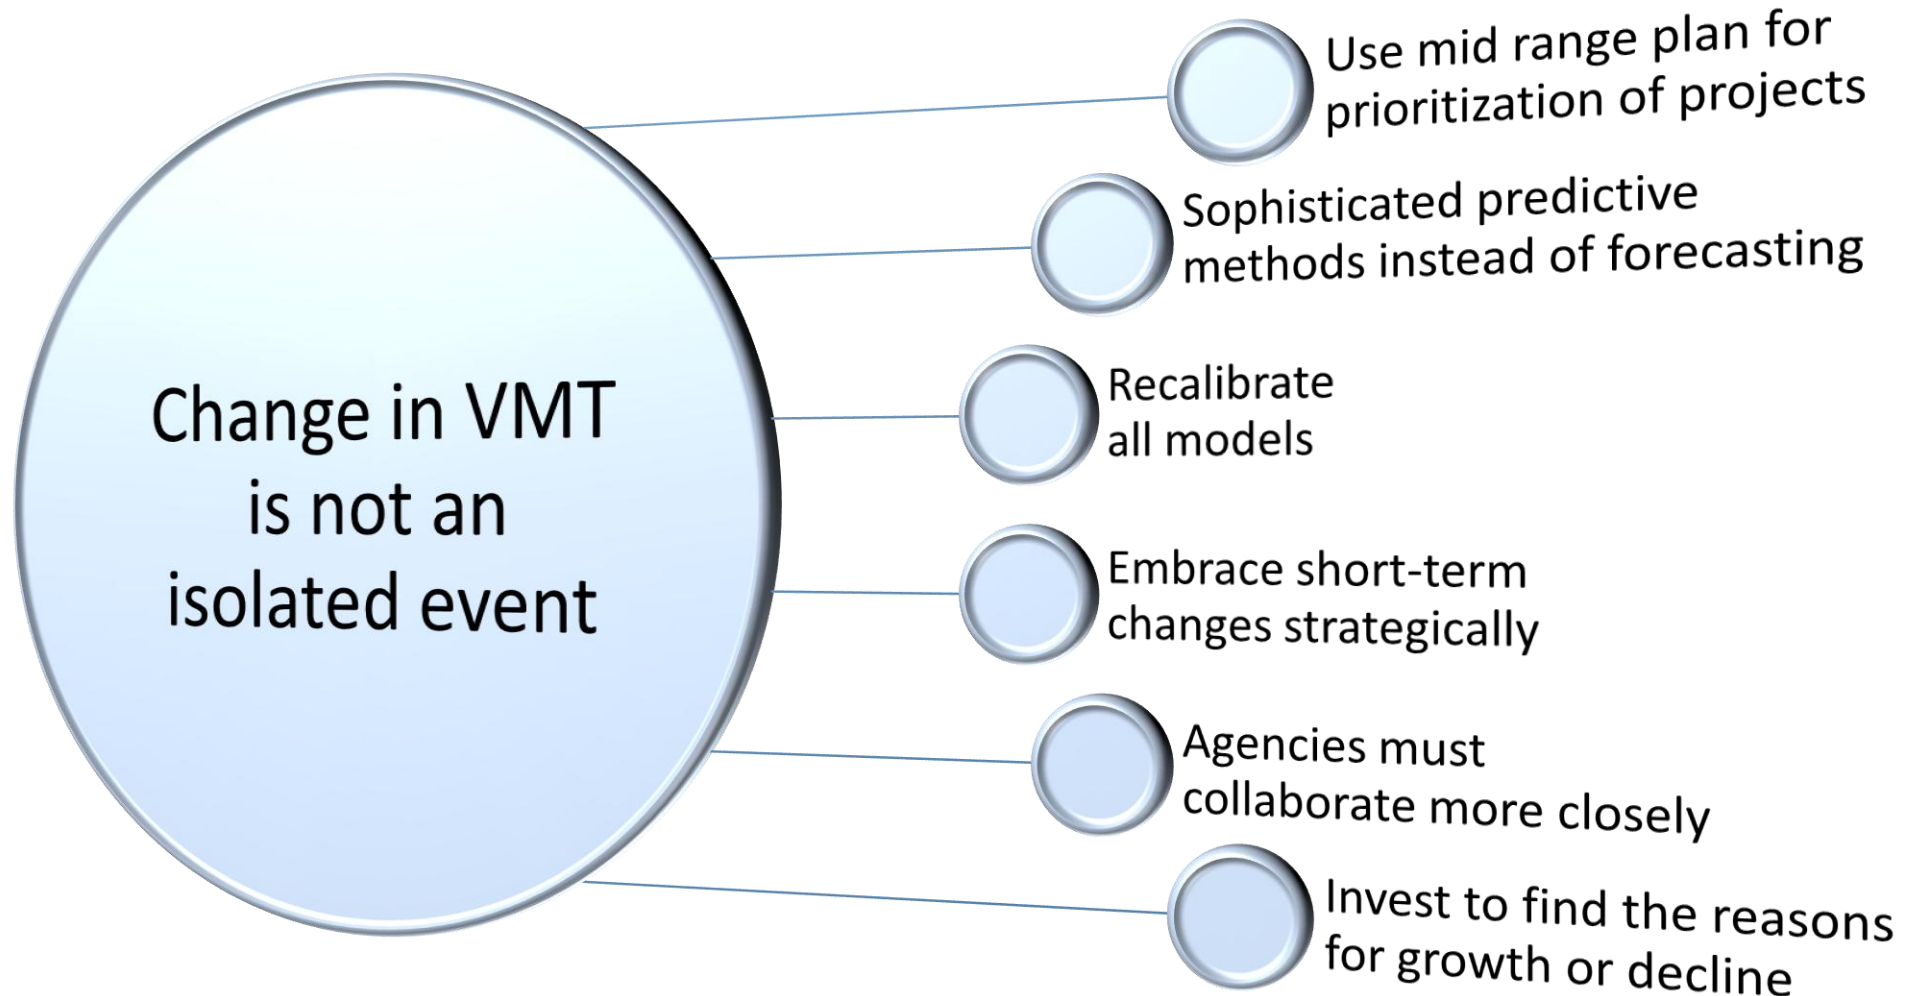 Change in VMT
is not an
isolated event
Use mid range plan for
prioritization of projects
Sophisticated predictive
methods instead of forecasting
Recalibrate
all models
Embrace short-term
changes strategically
Agencies must
collaborate more closely
Invest to find the reasons
for growth or decline